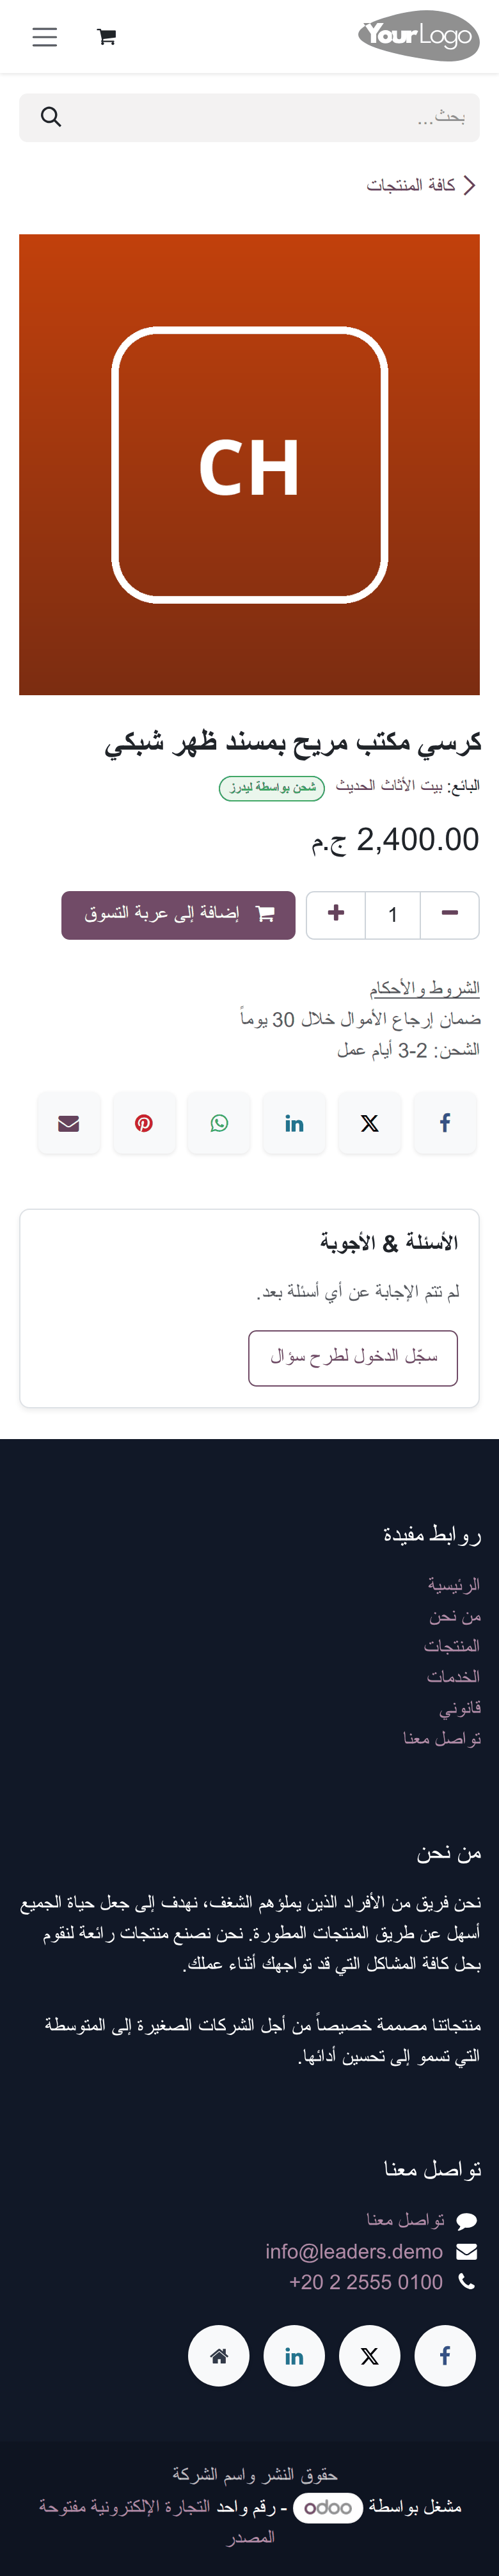 YourLogo
بحث...
كافة المنتجات
CH
كرسي مكتب مريح بمسند ظهر شبكي
البائع: بيت الأثاث الحديث شحن بواسطة ليدرز
2,400.00 ج.م
1
إضافة إلى عربة التسوق
الشروط والأحكام
ضمان إرجاع الأموال خلال 30 يوماً
الشحن: 2-3 أيام عمل
الأسئلة & الأجوبة
لم تتم الإجابة عن أي أسئلة بعد.
سجّل الدخول لطرح سؤال
روابط مفيدة
الرئيسية
من نحن
المنتجات
الخدمات
قانوني
تواصل معنا
من نحن
نحن فريق من الأفراد الذين يملؤهم الشغف، نهدف إلى جعل حياة الجميع
أسهل عن طريق المنتجات المطورة. نحن نصنع منتجات رائعة لنقوم
بحل كافة المشاكل التي قد تواجهك أثناء عملك.
منتجاتنا مصممة خصيصاً من أجل الشركات الصغيرة إلى المتوسطة
التي تسمو إلى تحسين أدائها.
تواصل معنا
تواصل معنا
info@leaders.demo
+20 2 2555 0100
حقوق النشر واسم الشركة
مشغل بواسطة odoo - رقم واحد التجارة الإلكترونية مفتوحة
المصدر